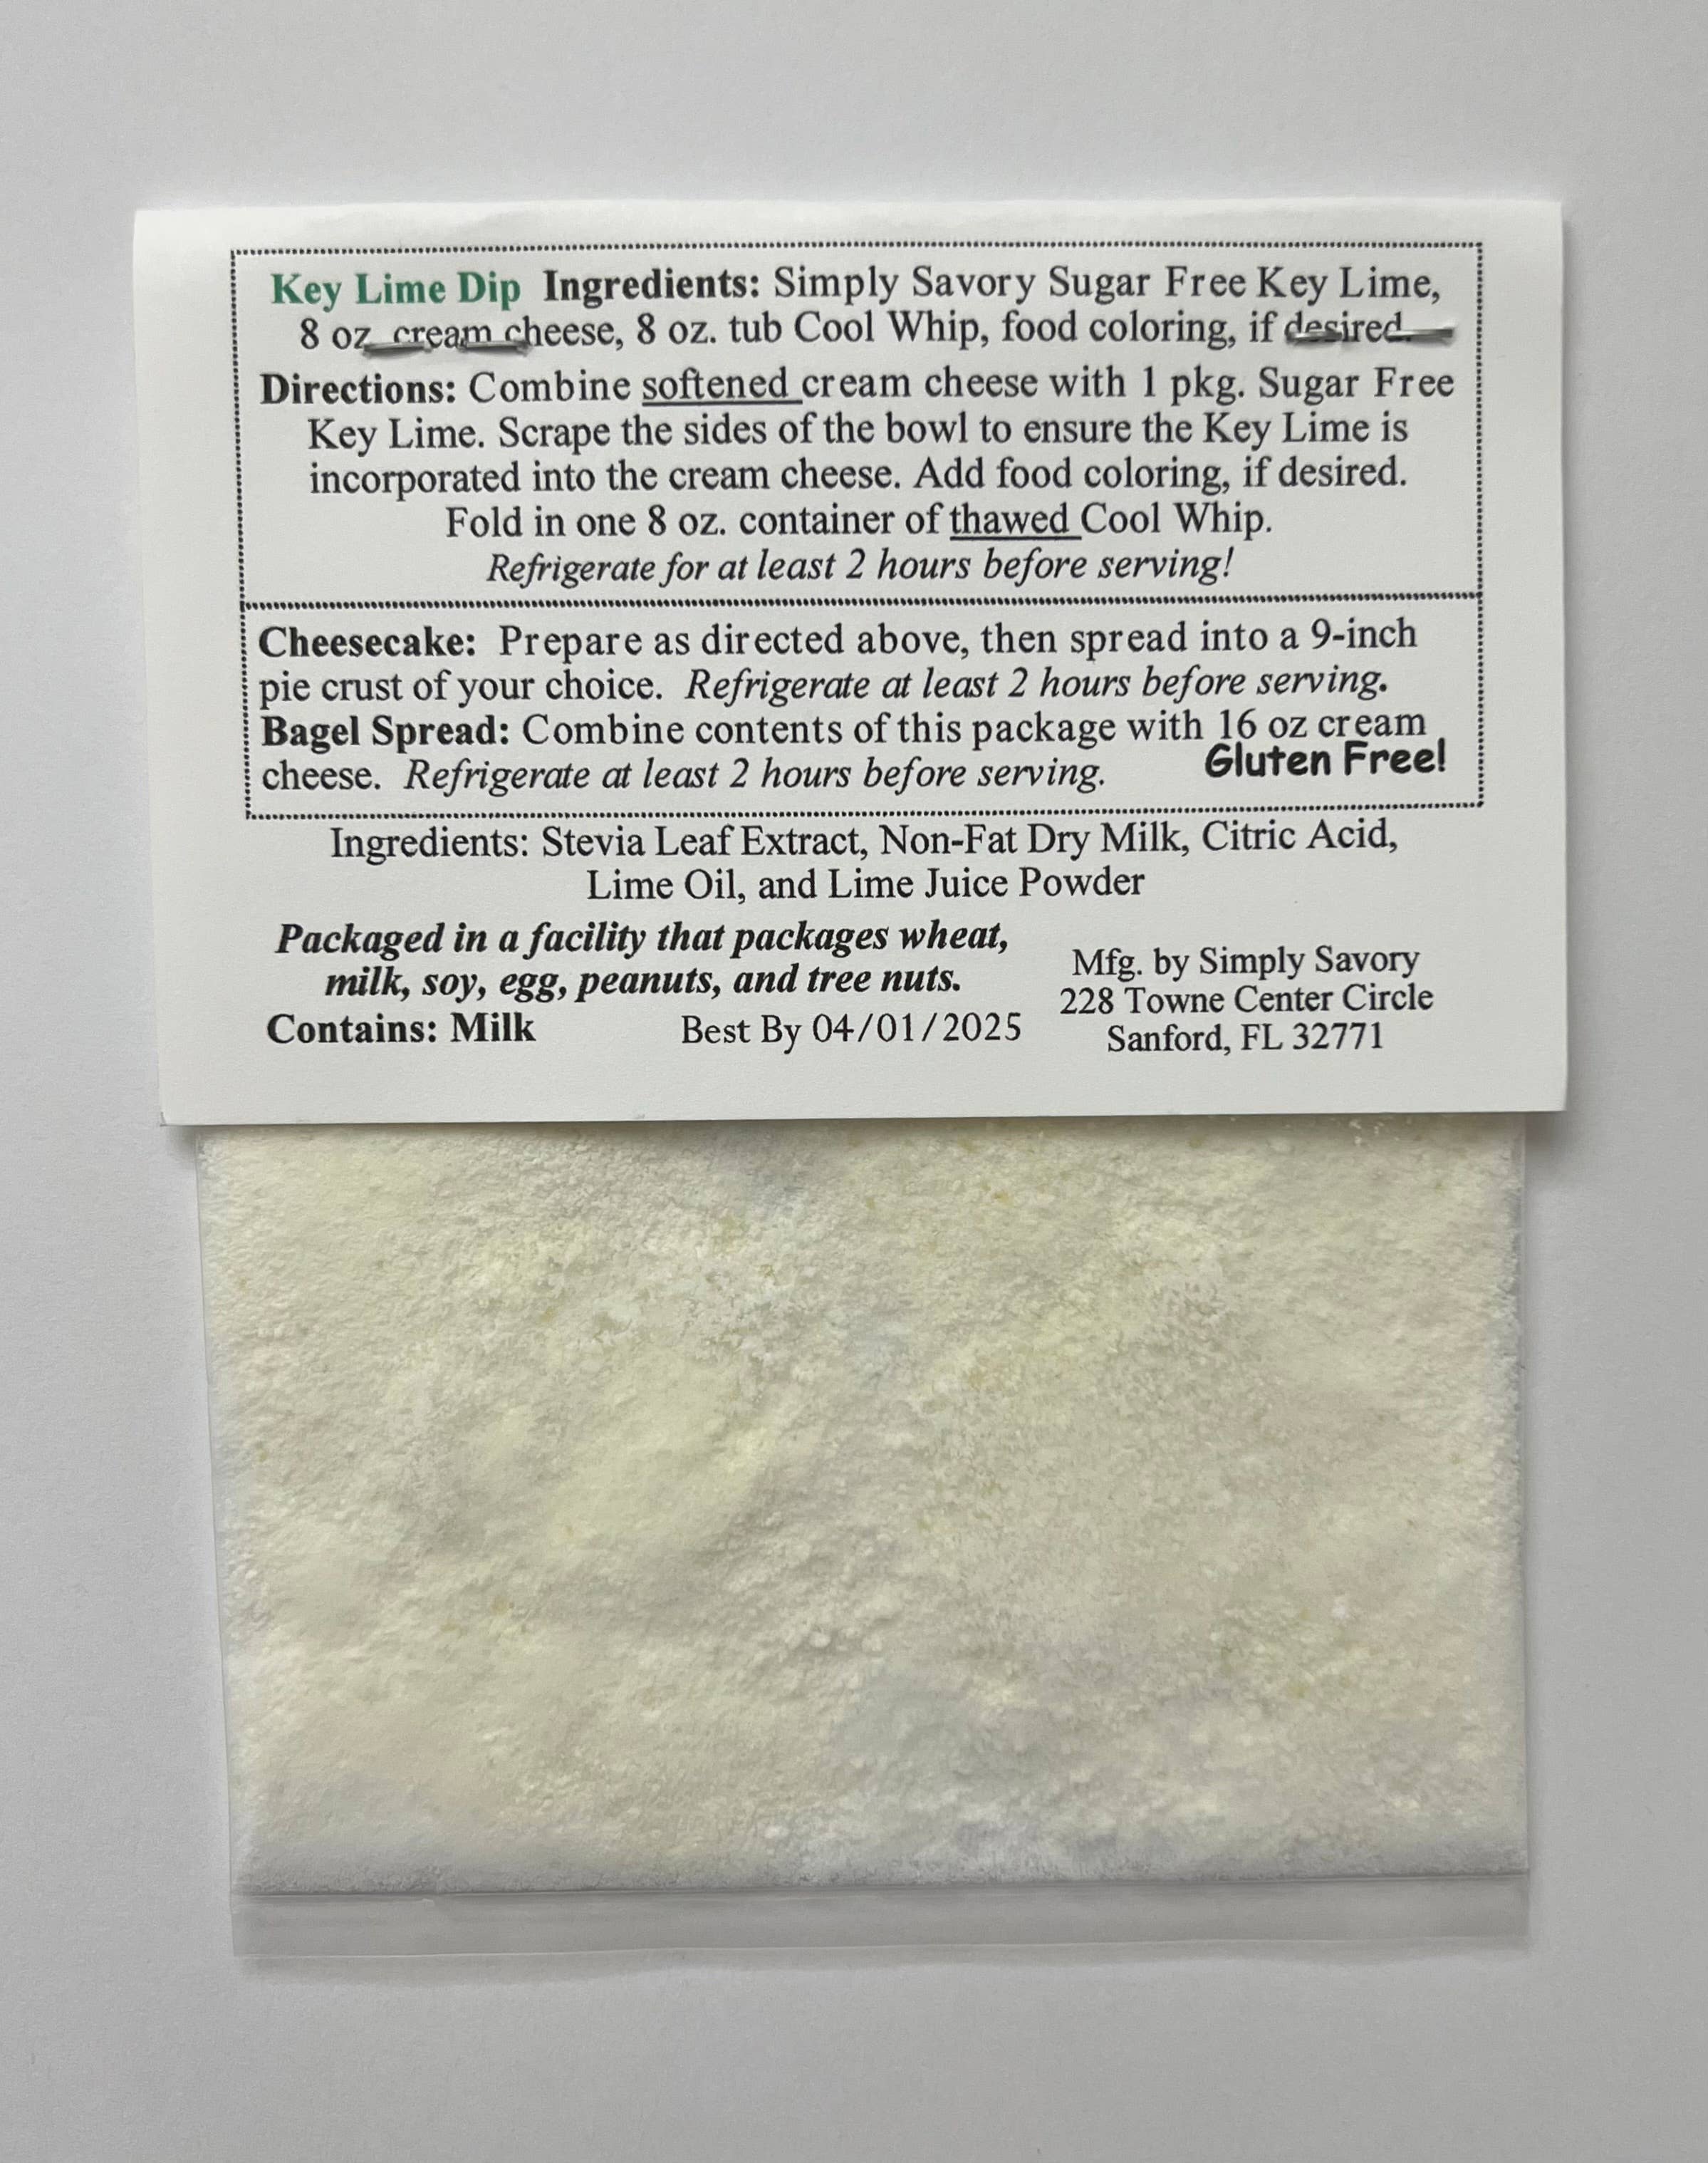 Key Lime Dip Ingredients: Simply Savory Sugar Free Key Lime,
8 oz cream cheese, 8 oz. tub Cool Whip, food coloring, if desired.
Directions: Combine softened cream cheese with 1 pkg. Sugar Free
Key Lime. Scrape the sides of the bowl to ensure the Key Lime is
incorporated into the cream cheese. Add food coloring, if desired.
Fold in one 8 oz. container of thawed Cool Whip.
Refrigerate for at least 2 hours before serving!
Cheesecake: Prepare as directed above, then spread into a 9-inch
pie crust of your choice. Refrigerate at least 2 hours before serving.
Bagel Spread: Combine contents of this package with 16 oz cream
cheese. Refrigerate at least 2 hours before serving.
Gluten Free!
Ingredients: Stevia Leaf Extract, Non-Fat Dry Milk, Citric Acid,
Lime Oil, and Lime Juice Powder
Packaged in a facility that packages wheat,
milk, soy, egg, peanuts, and tree nuts.
Contains: Milk
Best By 04/01/2025
Mfg. by Simply Savory
228 Towne Center Circle
Sanford, FL 32771